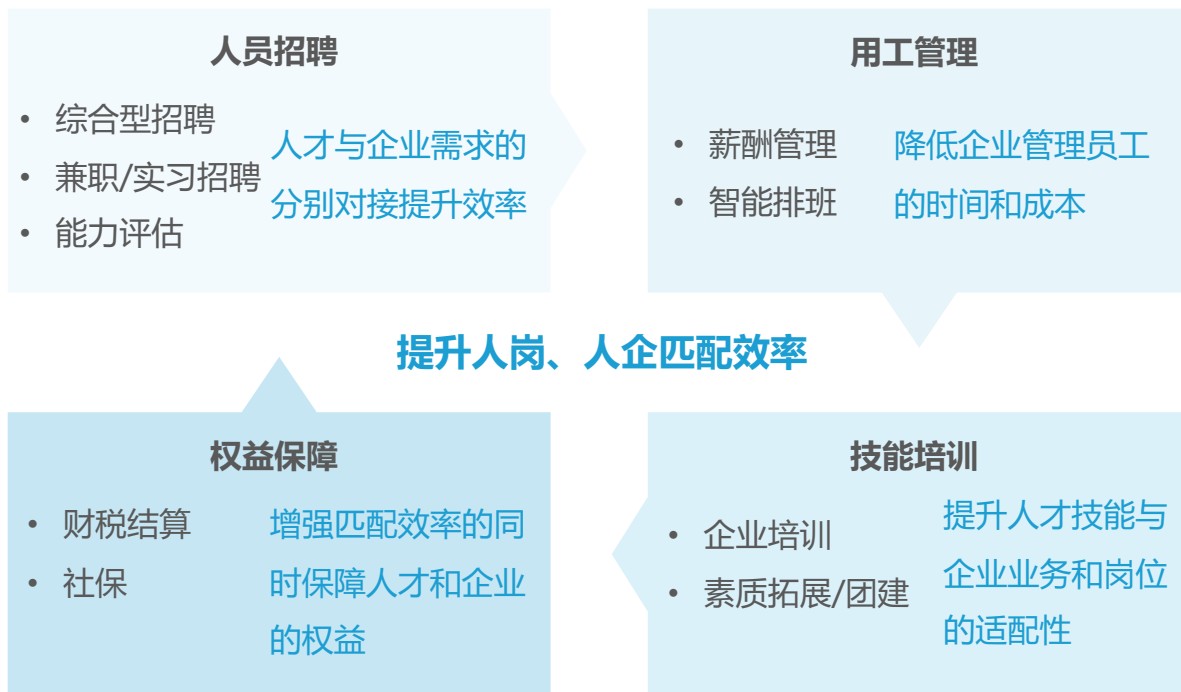 人员招聘
• 综合型招聘
• 兼职/实习招聘
• 能力评估
人才与企业需求的
分别对接提升效率
用工管理
• 薪酬管理
• 智能排班
降低企业管理员工
的时间和成本
提升人岗、人企匹配效率
权益保障
• 财税结算
• 社保
增强匹配效率的同
时保障人才和企业
的权益
技能培训
• 企业培训
• 素质拓展/团建
提升人才技能与
企业业务和岗位
的适配性